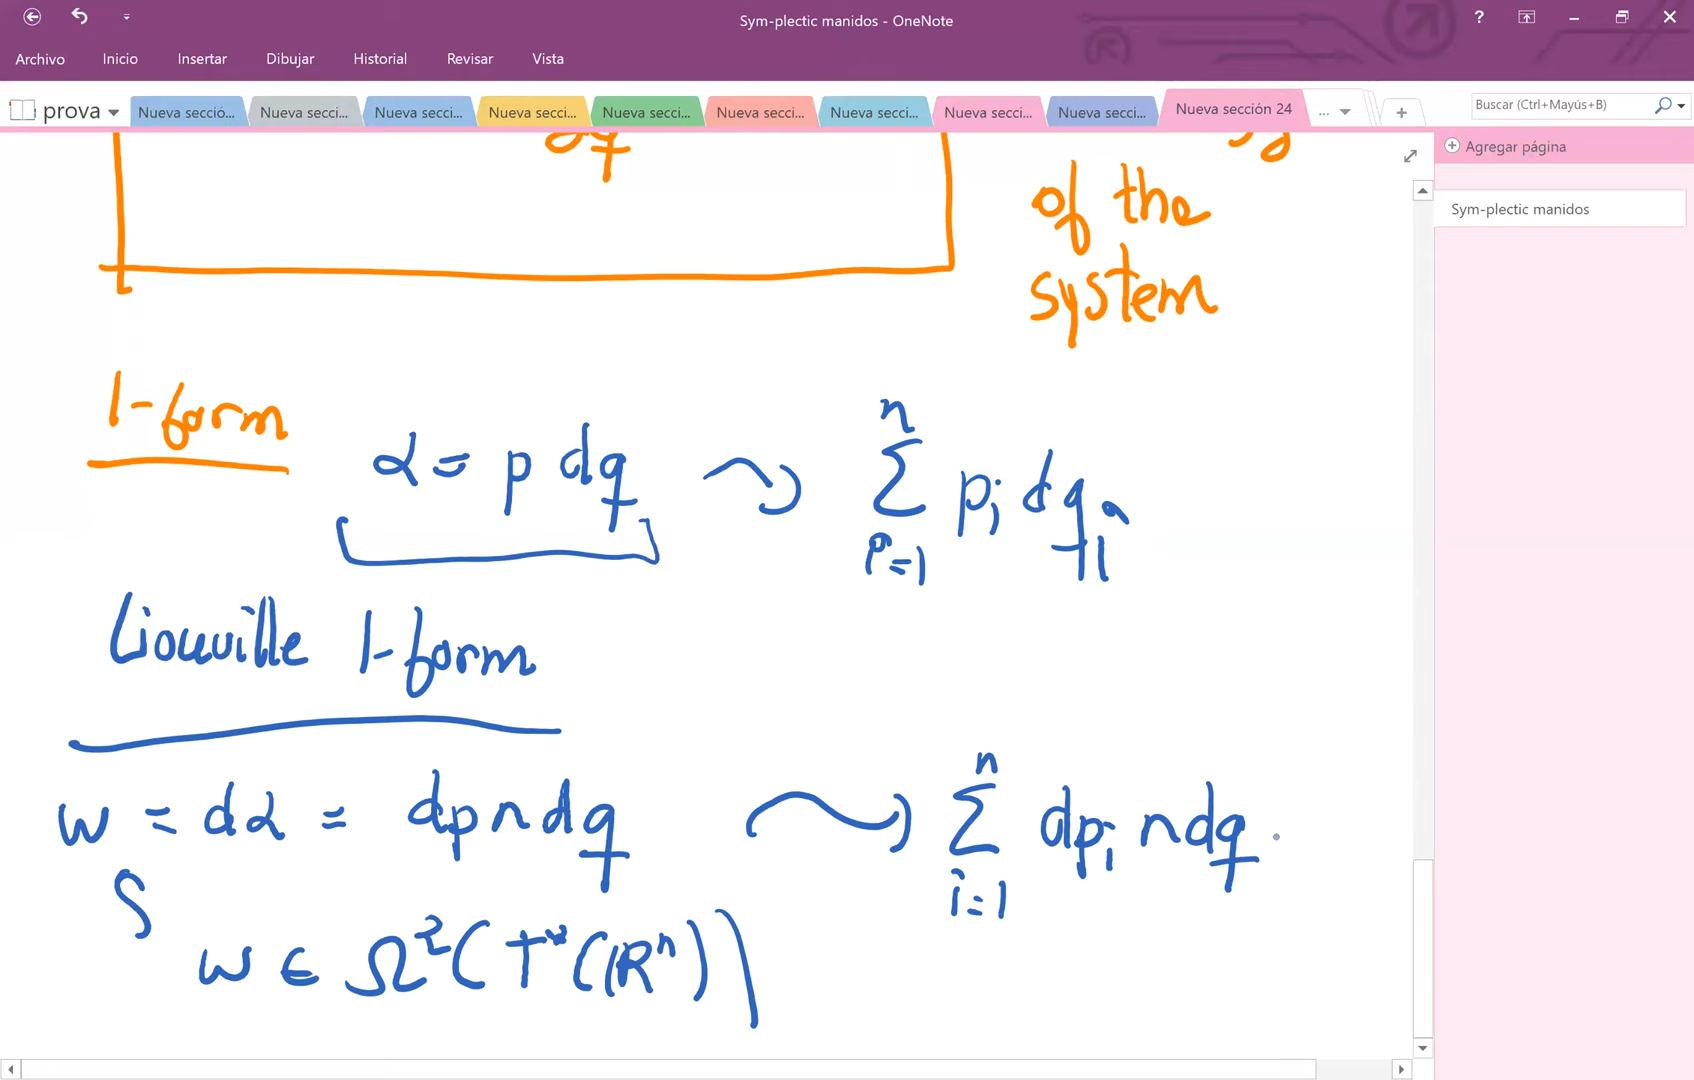 Sym-plectic manidos - OneNote
?
Archivo Inicio Insertar Dibujar Historial Revisar Vista
prova Nueva secció... Nueva secci... Nueva secci... Nueva secci... Nueva secci... Nueva secci... Nueva secci... Nueva secci... Nueva secci... Nueva sección 24 ... + Buscar (Ctrl+Mayús+B)
Agregar página
Sym-plectic manidos
of the
system
1-form
α = p dq ⤳ ∑_{i=1}^{n} p_i dq_i
Liouville 1-form
ω = dα = dp ∧ dq ⤳ ∑_{i=1}^{n} dp_i ∧ dq
ω ∈ Ω²(T*(ℝⁿ))